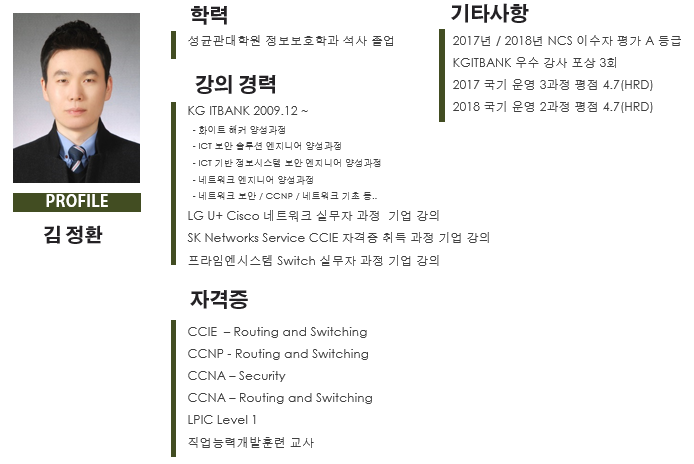 PROFILE
김 정환
학력
성균관대학원 정보보호학과 석사 졸업
강의 경력
KG ITBANK 2009.12 ~
- 화이트 해커 양성과정
- ICT 보안 솔루션 엔지니어 양성과정
- ICT 기반 정보시스템 보안 엔지니어 양성과정
- 네트워크 엔지니어 양성과정
- 네트워크 보안 / CCNP / 네트워크 기초 등..
LG U+ Cisco 네트워크 실무자 과정 기업 강의
SK Networks Service CCIE 자격증 취득 과정 기업 강의
프라임엔시스템 Switch 실무자 과정 기업 강의
자격증
CCIE – Routing and Switching
CCNP - Routing and Switching
CCNA – Security
CCNA – Routing and Switching
LPIC Level 1
직업능력개발훈련 교사
기타사항
2017년 / 2018년 NCS 이수자 평가 A 등급
KGITBANK 우수 강사 포상 3회
2017 국기 운영 3과정 평점 4.7(HRD)
2018 국기 운영 2과정 평점 4.7(HRD)